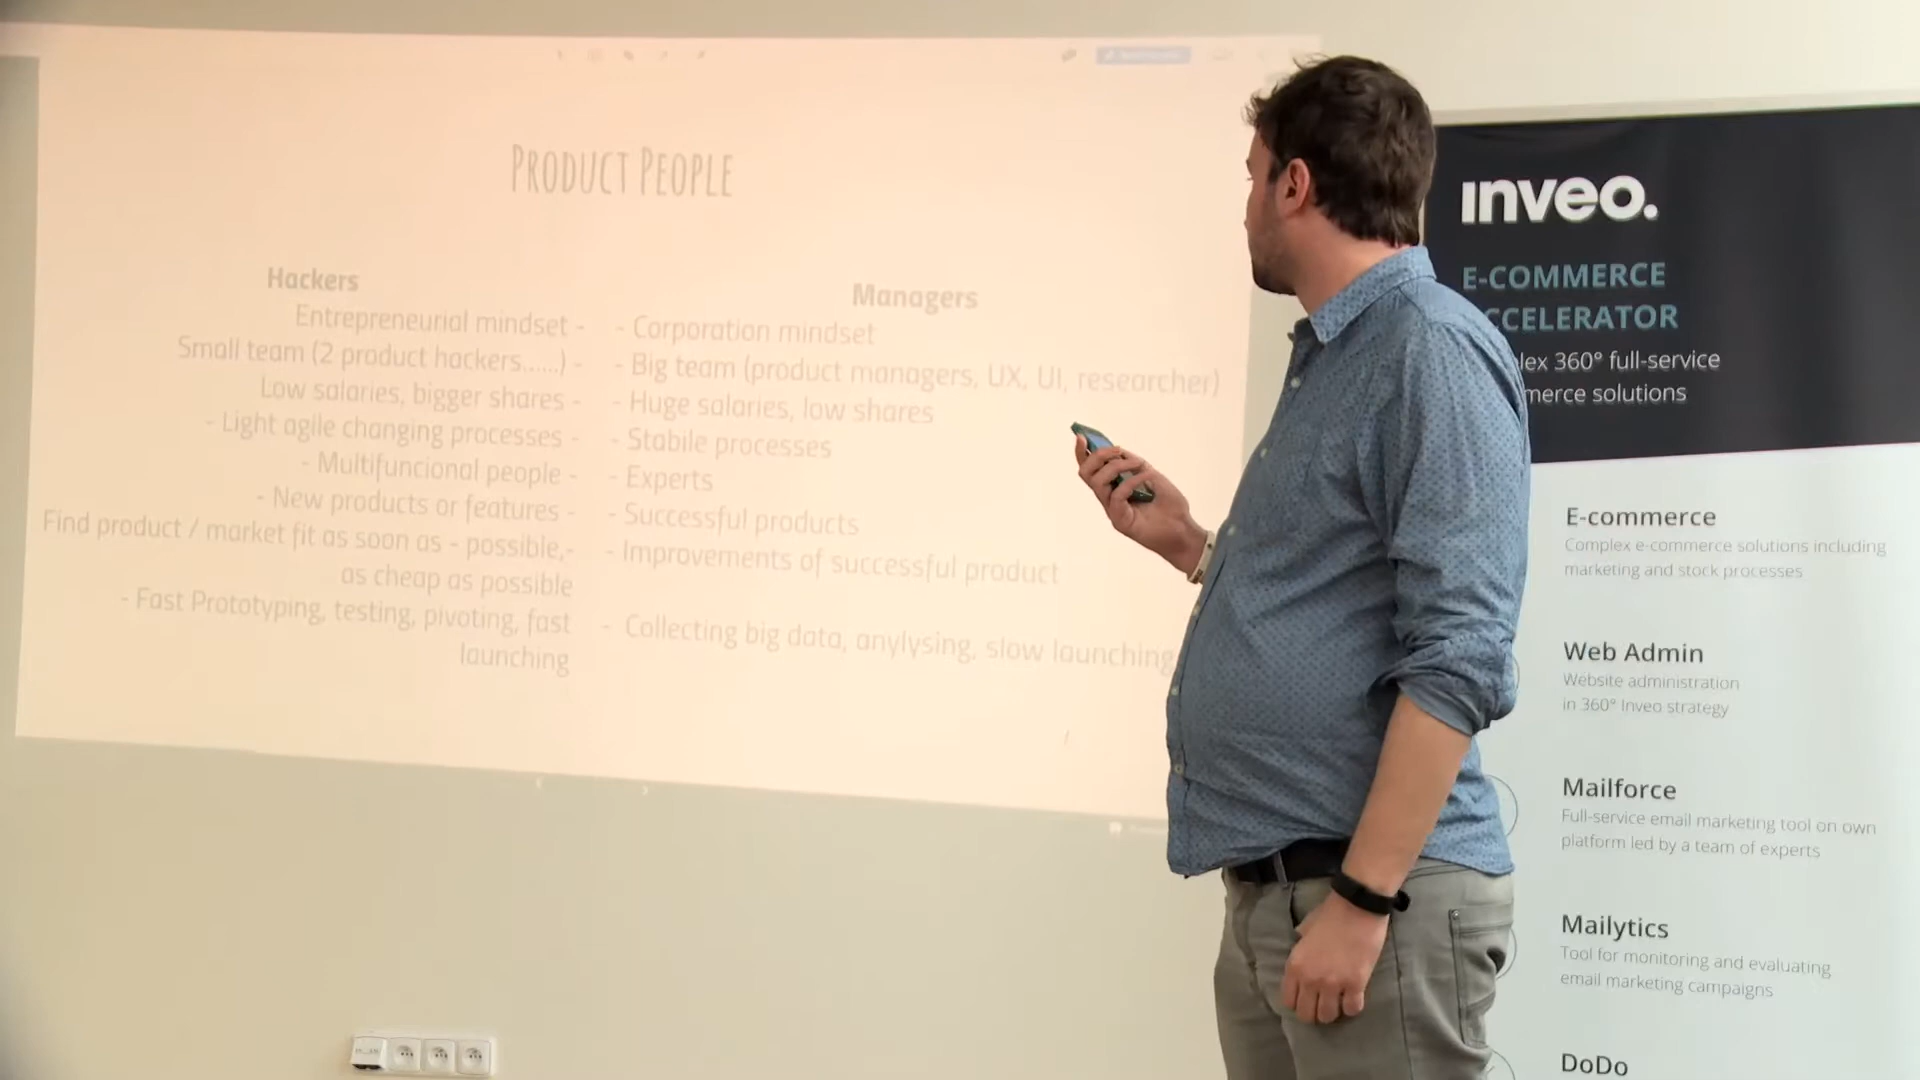 PRODUCT PEOPLE
Hackers
Entrepreneurial mindset -
Small team (2 product hackers......) -
Low salaries, bigger shares -
- Light agile changing processes -
- Multifuncional people -
- New products or features -
Find product / market fit as soon as - possible,-
as cheap as possible
- Fast Prototyping, testing, pivoting, fast
launching
Managers
- Corporation mindset
- Big team (product managers, UX, UI, researcher)
- Huge salaries, low shares
- Stabile processes
- Experts
- Successful products
- Improvements of successful product
- Collecting big data, anylysing, slow launching
inveo.
E-COMMERCE
CCELERATOR
lex 360° full-service
merce solutions
E-commerce
Complex e-commerce solutions including
marketing and stock processes
Web Admin
Website administration
in 360° Inveo strategy
Mailforce
Full-service email marketing tool on own
platform led by a team of experts
Mailytics
Tool for monitoring and evaluating
email marketing campaigns
DoDo